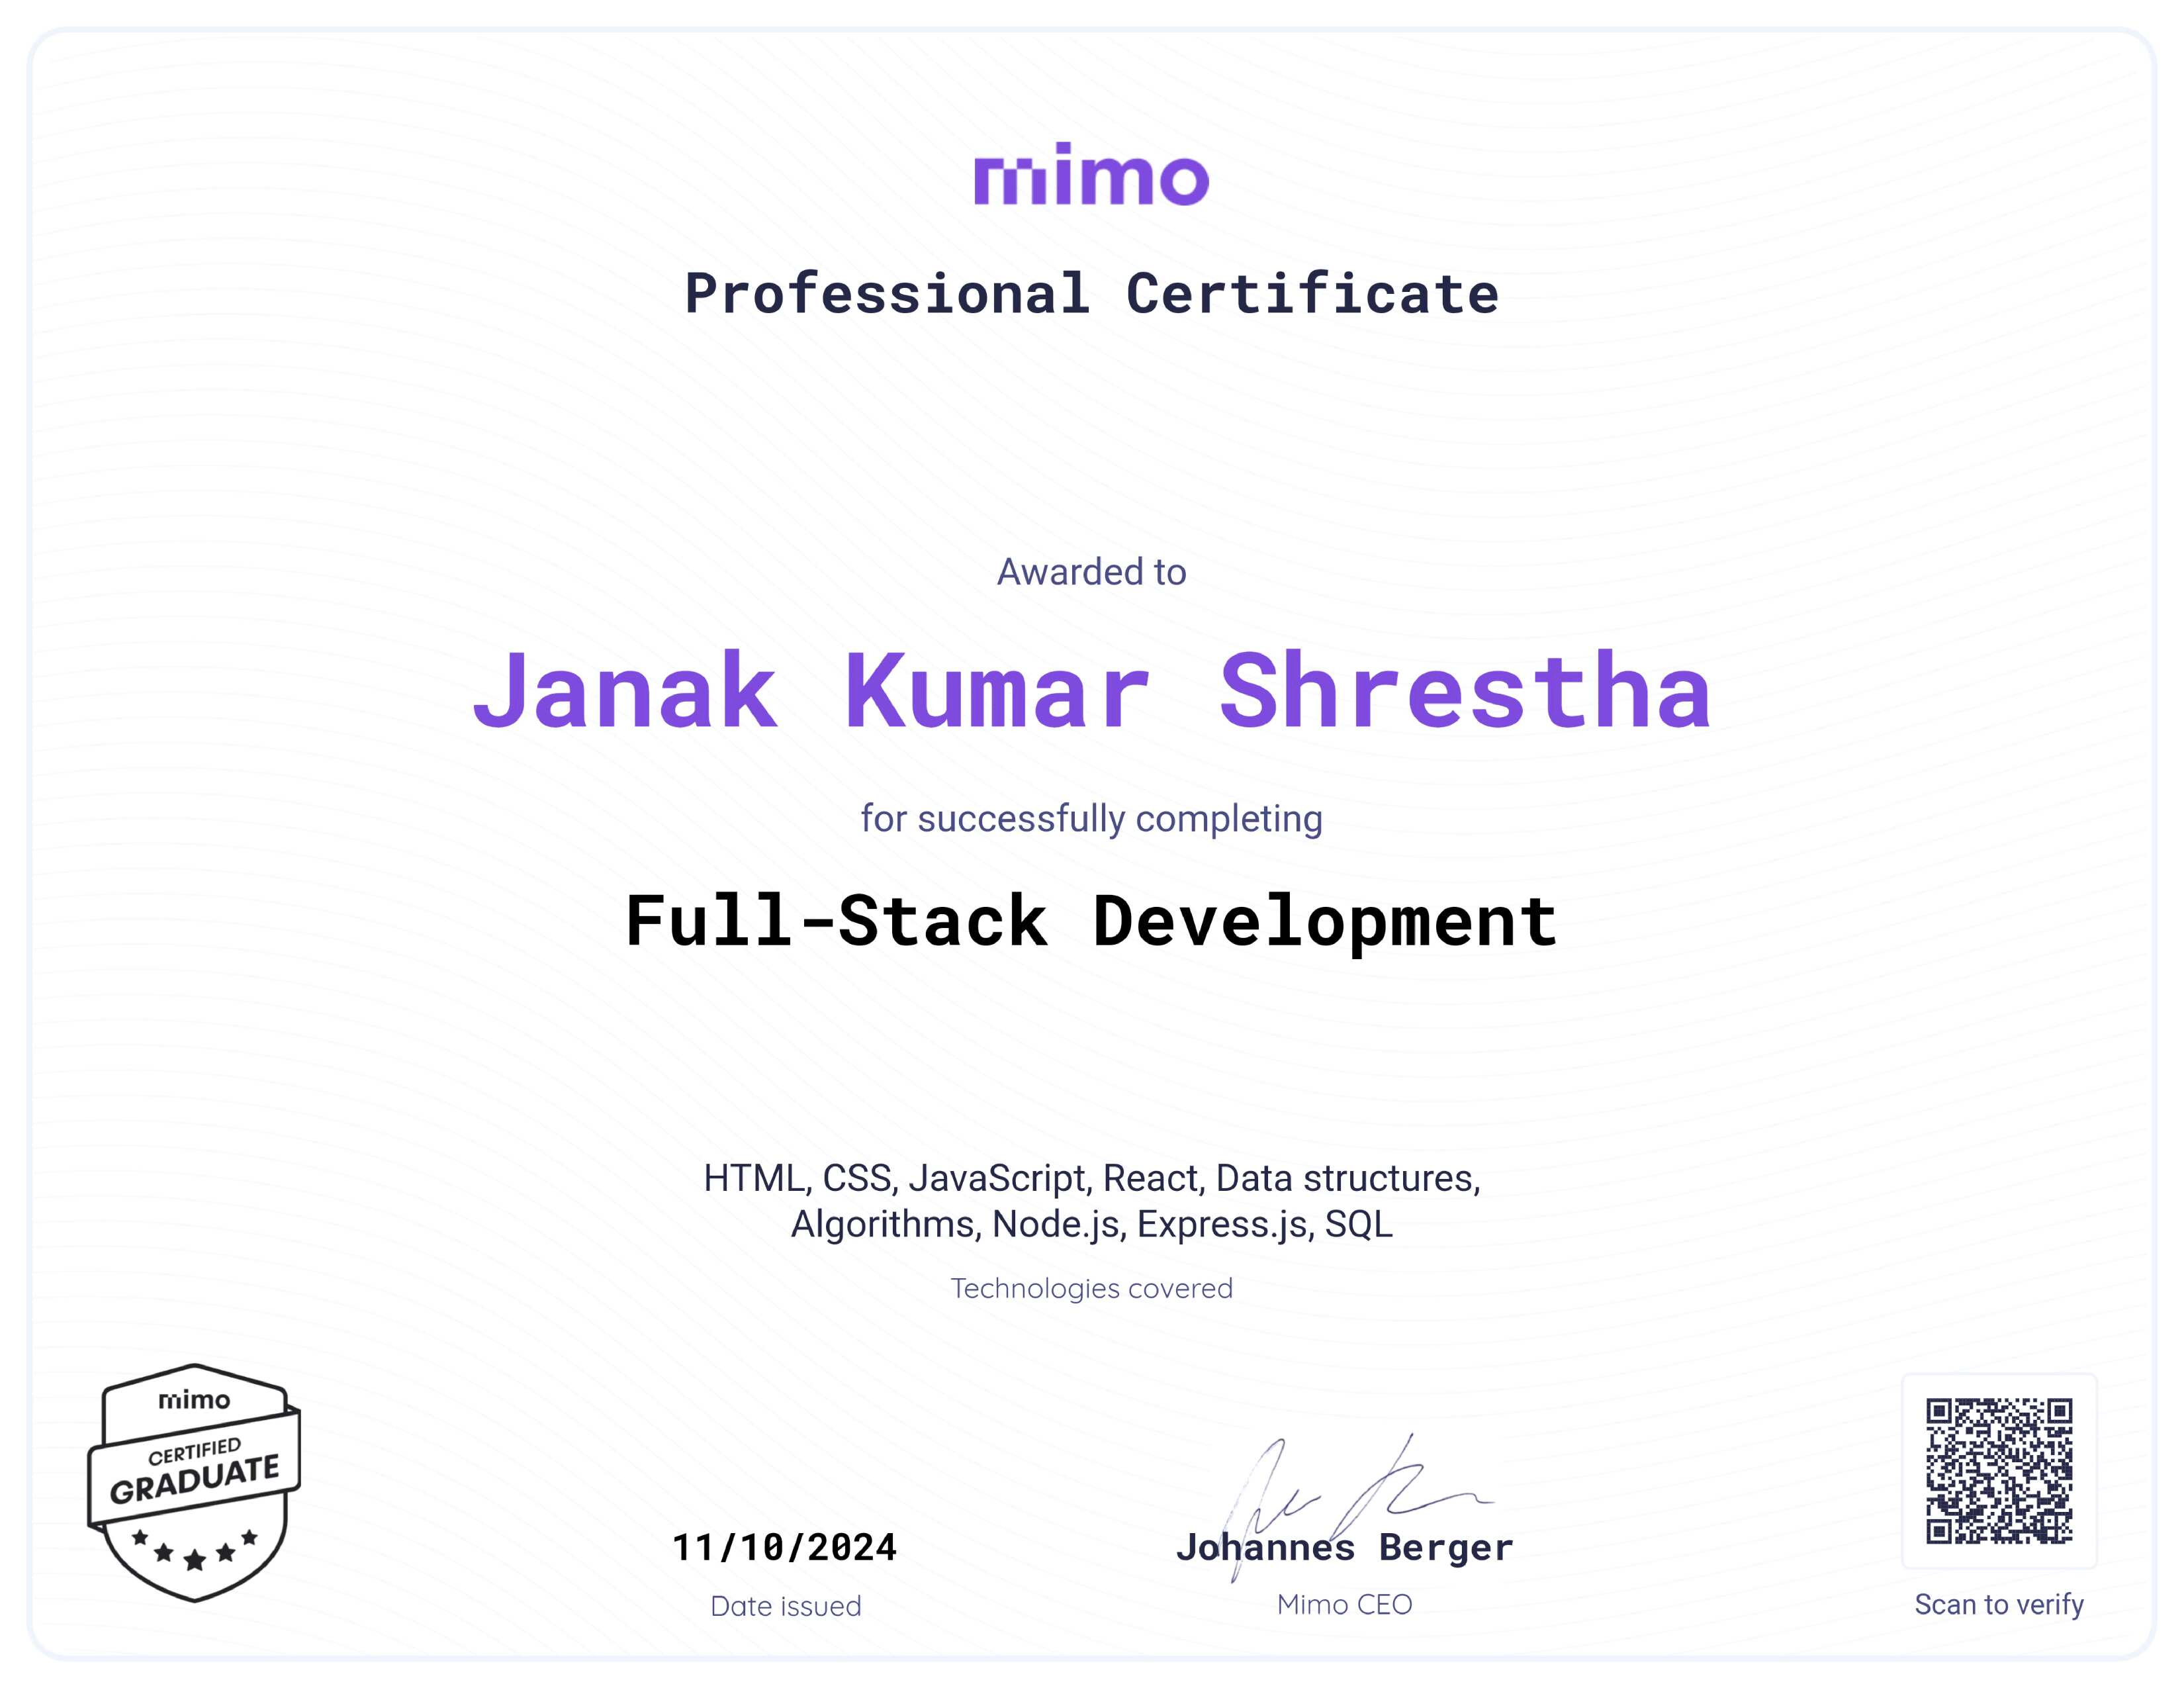 mimo
Professional Certificate
Awarded to
Janak Kumar Shrestha
for successfully completing
Full-Stack Development
HTML, CSS, JavaScript, React, Data structures,
Algorithms, Node.js, Express.js, SQL
Technologies covered
mimo
CERTIFIED
GRADUATE
11/10/2024
Date issued
Johannes Berger
Mimo CEO
Scan to verify